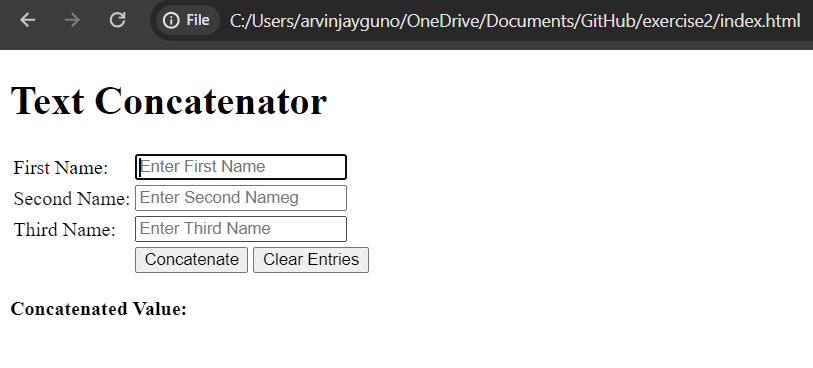 File C:/Users/arvinjayguno/OneDrive/Documents/GitHub/exercise2/index.html
Text Concatenator
First Name: Enter First Name
Second Name: Enter Second Nameg
Third Name: Enter Third Name
Concatenate Clear Entries
Concatenated Value: